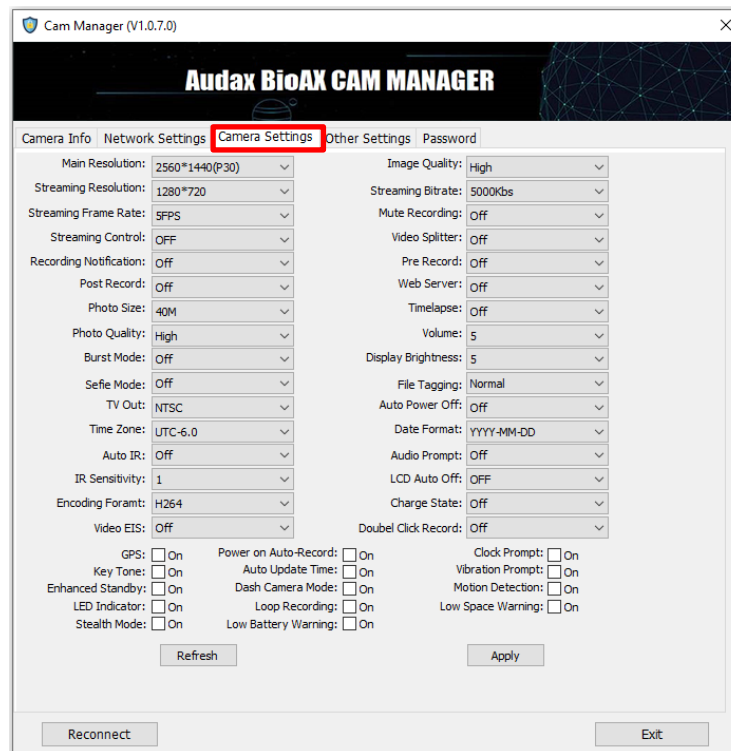 Cam Manager (V1.0.7.0)
Audax BioAX CAM MANAGER
Camera Info Network Settings Camera Settings Other Settings Password
Main Resolution: 2560*1440(P30) Image Quality: High
Streaming Resolution: 1280*720 Streaming Bitrate: 5000Kbs
Streaming Frame Rate: 5FPS Mute Recording: Off
Streaming Control: OFF Video Splitter: Off
Recording Notification: Off Pre Record: Off
Post Record: Off Web Server: Off
Photo Size: 40M Timelapse: Off
Photo Quality: High Volume: 5
Burst Mode: Off Display Brightness: 5
Sefie Mode: Off File Tagging: Normal
TV Out: NTSC Auto Power Off: Off
Time Zone: UTC-6.0 Date Format: YYYY-MM-DD
Auto IR: Off Audio Prompt: Off
IR Sensitivity: 1 LCD Auto Off: OFF
Encoding Foramt: H264 Charge State: Off
Video EIS: Off Doubel Click Record: Off
GPS: On Power on Auto-Record: On Clock Prompt: On
Key Tone: On Auto Update Time: On Vibration Prompt: On
Enhanced Standby: On Dash Camera Mode: On Motion Detection: On
LED Indicator: On Loop Recording: On Low Space Warning: On
Stealth Mode: On Low Battery Warning: On
Refresh Apply
Reconnect Exit